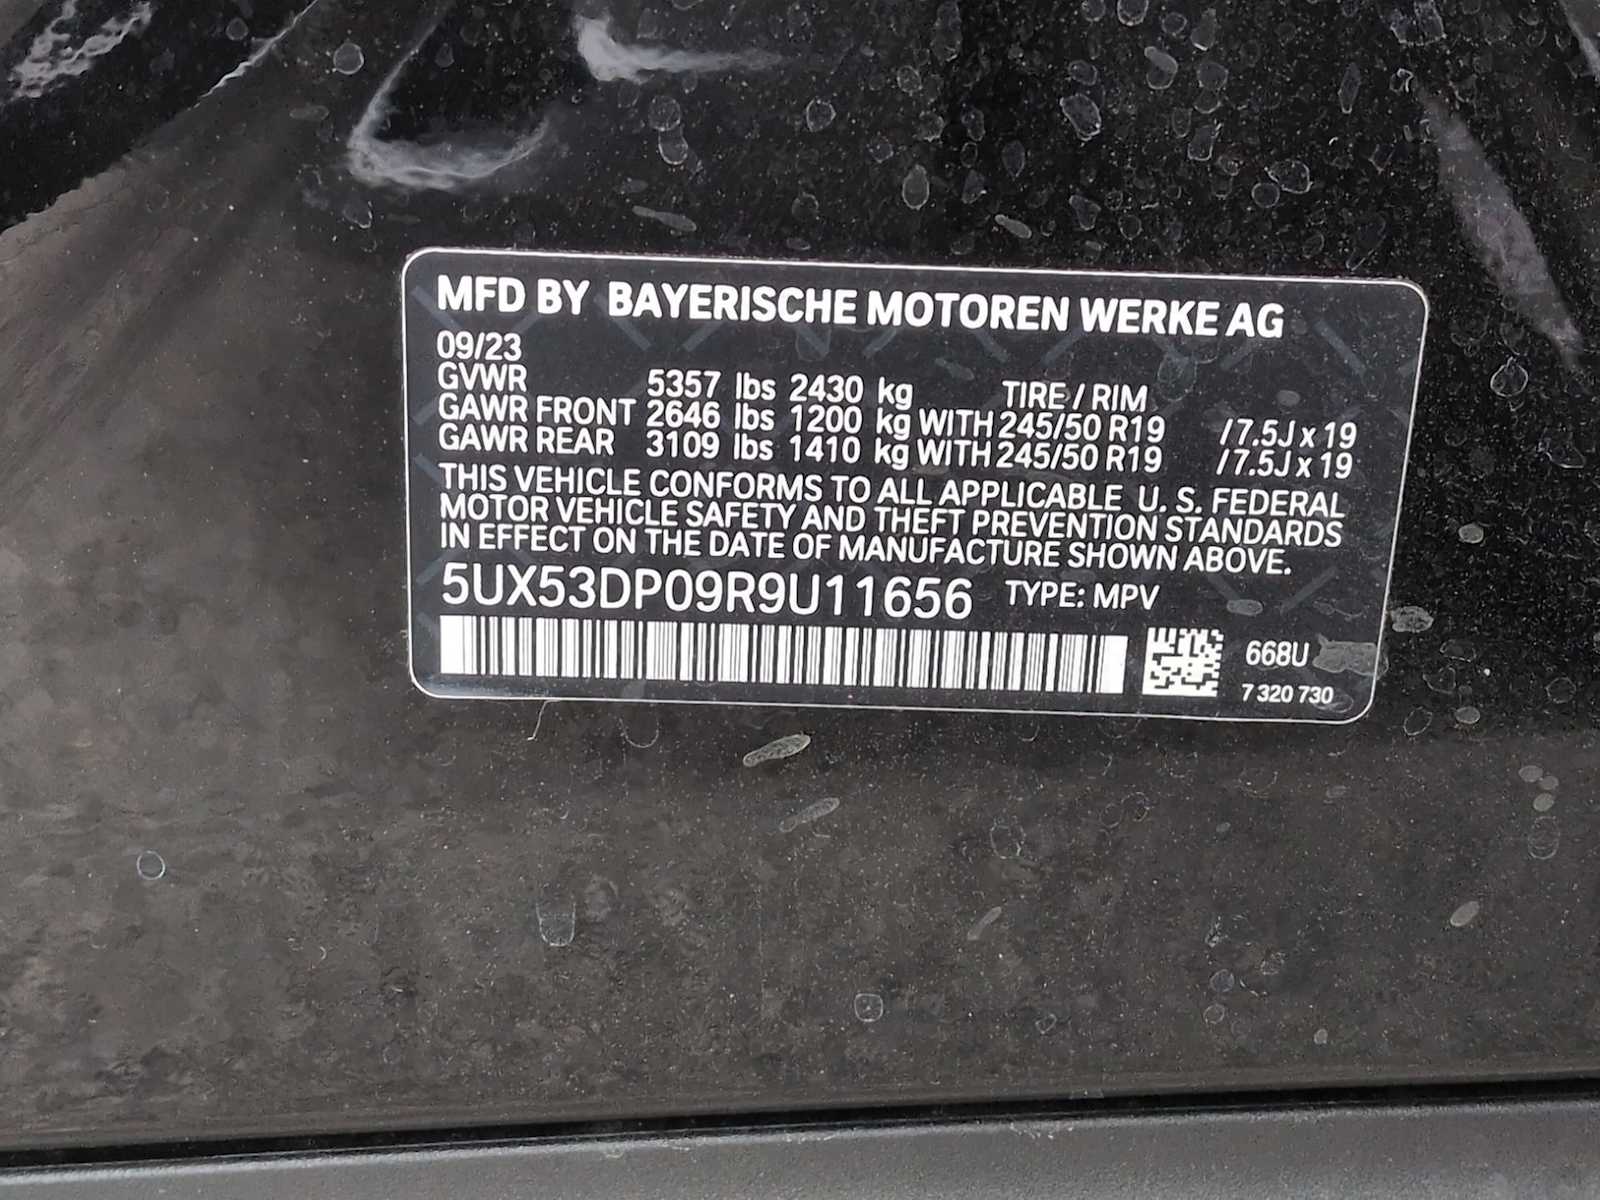 MFD BY BAYERISCHE MOTOREN WERKE AG
09/23
GVWR 5357 lbs 2430 kg TIRE / RIM
GAWR FRONT 2646 lbs 1200 kg WITH 245/50 R19 / 7.5J x 19
GAWR REAR 3109 lbs 1410 kg WITH 245/50 R19 / 7.5J x 19
THIS VEHICLE CONFORMS TO ALL APPLICABLE U. S. FEDERAL
MOTOR VEHICLE SAFETY AND THEFT PREVENTION STANDARDS
IN EFFECT ON THE DATE OF MANUFACTURE SHOWN ABOVE.
5UX53DP09R9U11656 TYPE: MPV
668U
7 320 730